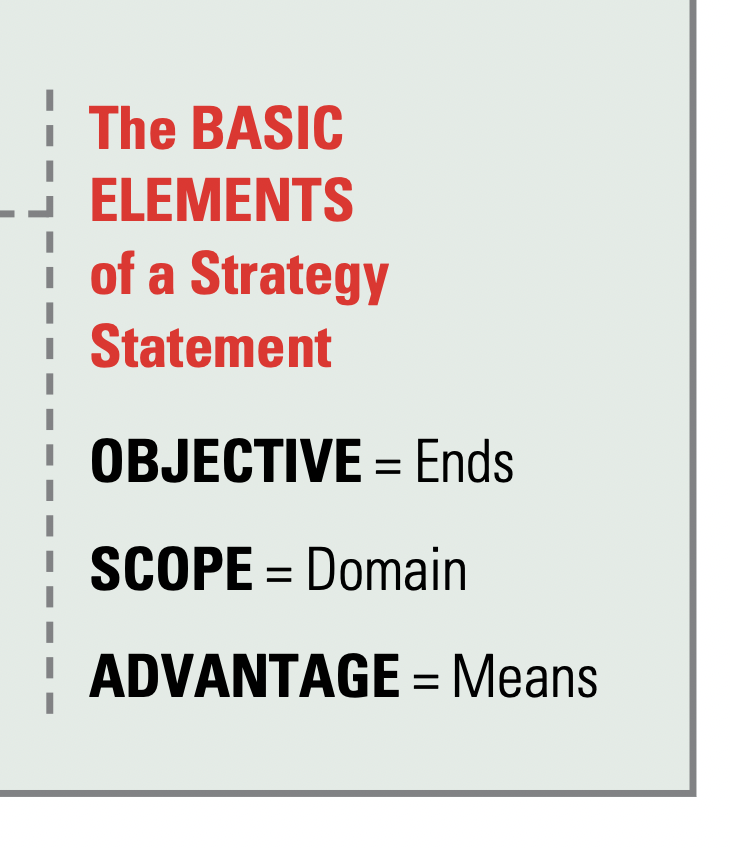 The BASIC
ELEMENTS
of a Strategy
Statement
OBJECTIVE = Ends
SCOPE = Domain
ADVANTAGE = Means